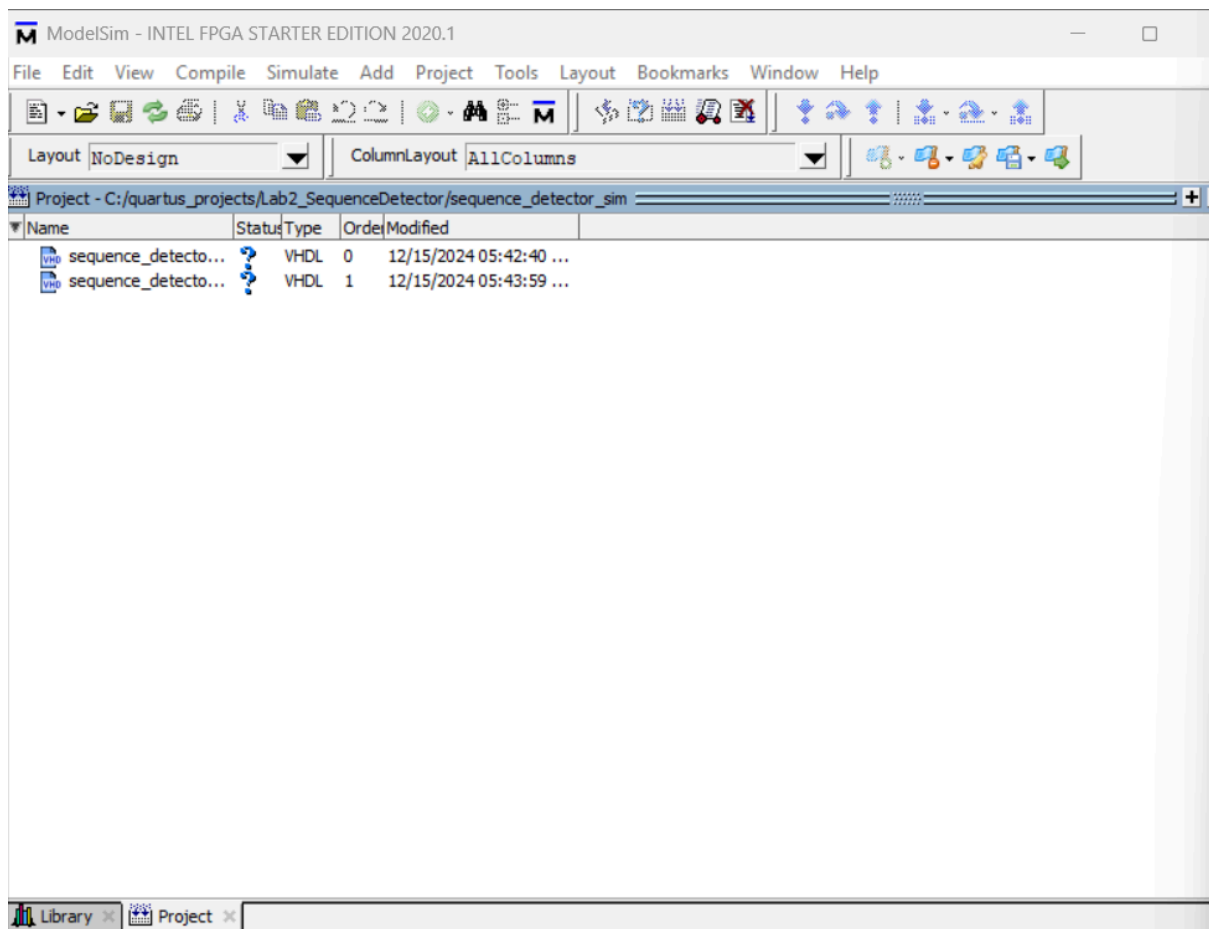 ModelSim - INTEL FPGA STARTER EDITION 2020.1
File Edit View Compile Simulate Add Project Tools Layout Bookmarks Window Help
Layout NoDesign ColumnLayout AllColumns
Project - C:/quartus_projects/Lab2_SequenceDetector/sequence_detector_sim
Name Status Type Order Modified
sequence_detecto... VHDL 0 12/15/2024 05:42:40 ...
sequence_detecto... VHDL 1 12/15/2024 05:43:59 ...
Library Project